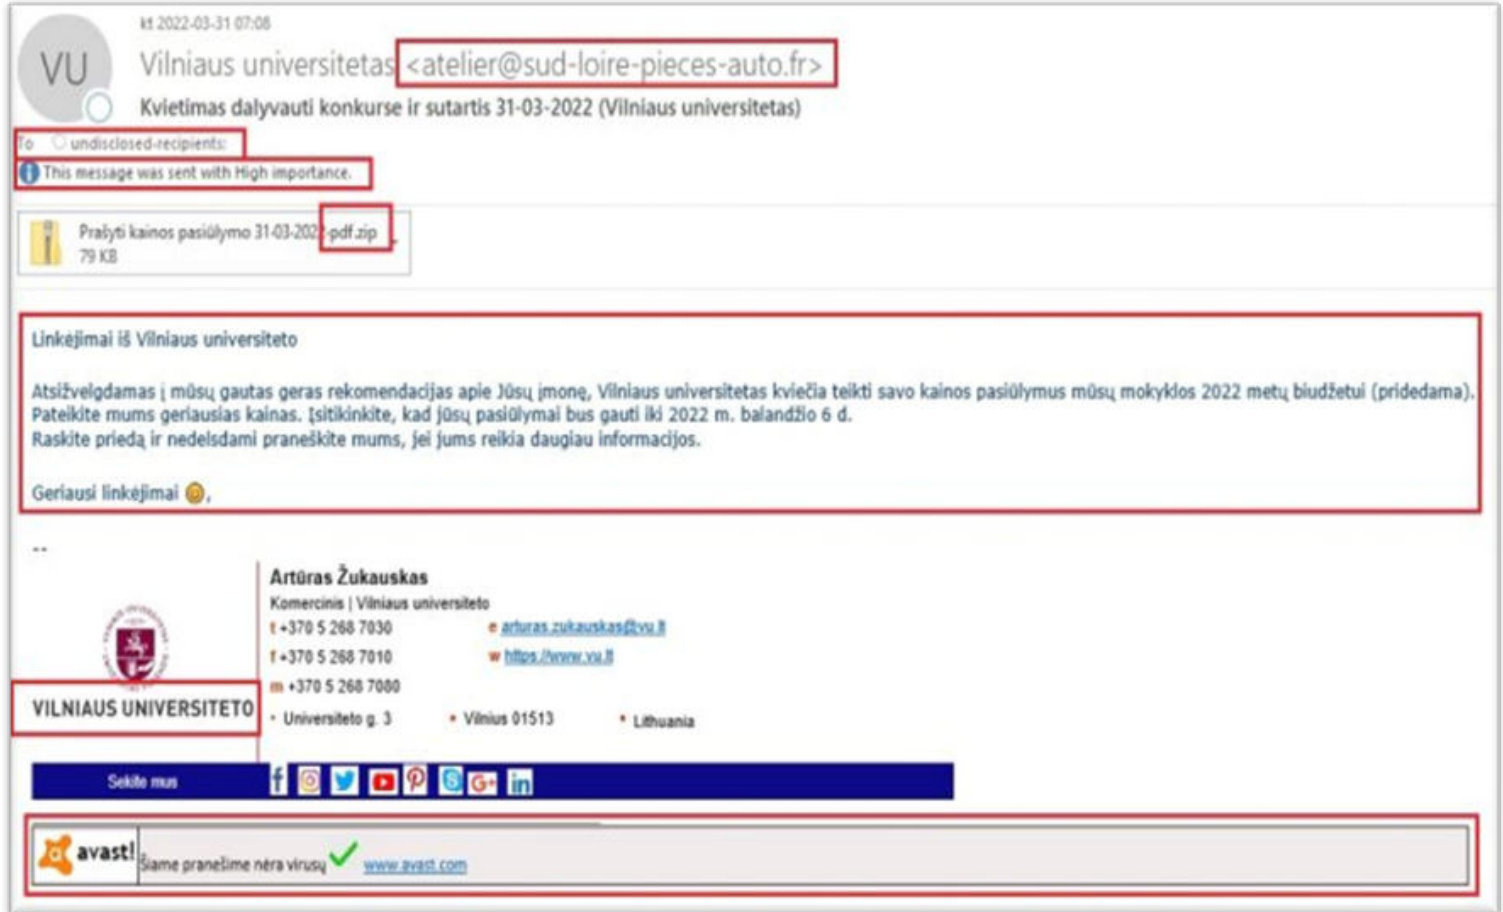 VU
kt 2022-03-31 07:08
Vilniaus universitetas <atelier@sud-loire-pieces-auto.fr>
Kvietimas dalyvauti konkurse ir sutartis 31-03-2022 (Vilniaus universitetas)
To undisclosed-recipients:
This message was sent with High importance.
Prašyti kainos pasiūlymo 31-03-2022-pdf.zip
79 KB
Linkėjimai iš Vilniaus universiteto
Atsižvelgdamas į mūsų gautas geras rekomendacijas apie Jūsų įmonę, Vilniaus universitetas kviečia teikti savo kainos pasiūlymus mūsų mokyklos 2022 metų biudžetui (pridedama).
Pateikite mums geriausias kainas. Įsitikinkite, kad jūsų pasiūlymai bus gauti iki 2022 m. balandžio 6 d.
Raskite priedą ir nedelsdami praneškite mums, jei jums reikia daugiau informacijos.
Geriausi linkėjimai 😊,
--
Artūras Žukauskas
Komercinis | Vilniaus universiteto
t +370 5 268 7030 e arturas.zukauskas@vu.lt
f +370 5 268 7010 w https://www.vu.lt
m +370 5 268 7080
VILNIAUS UNIVERSITETO
• Universiteto g. 3 • Vilnius 01513 • Lithuania
Sekite mus
avast! Šiame pranešime nėra virusų www.avast.com